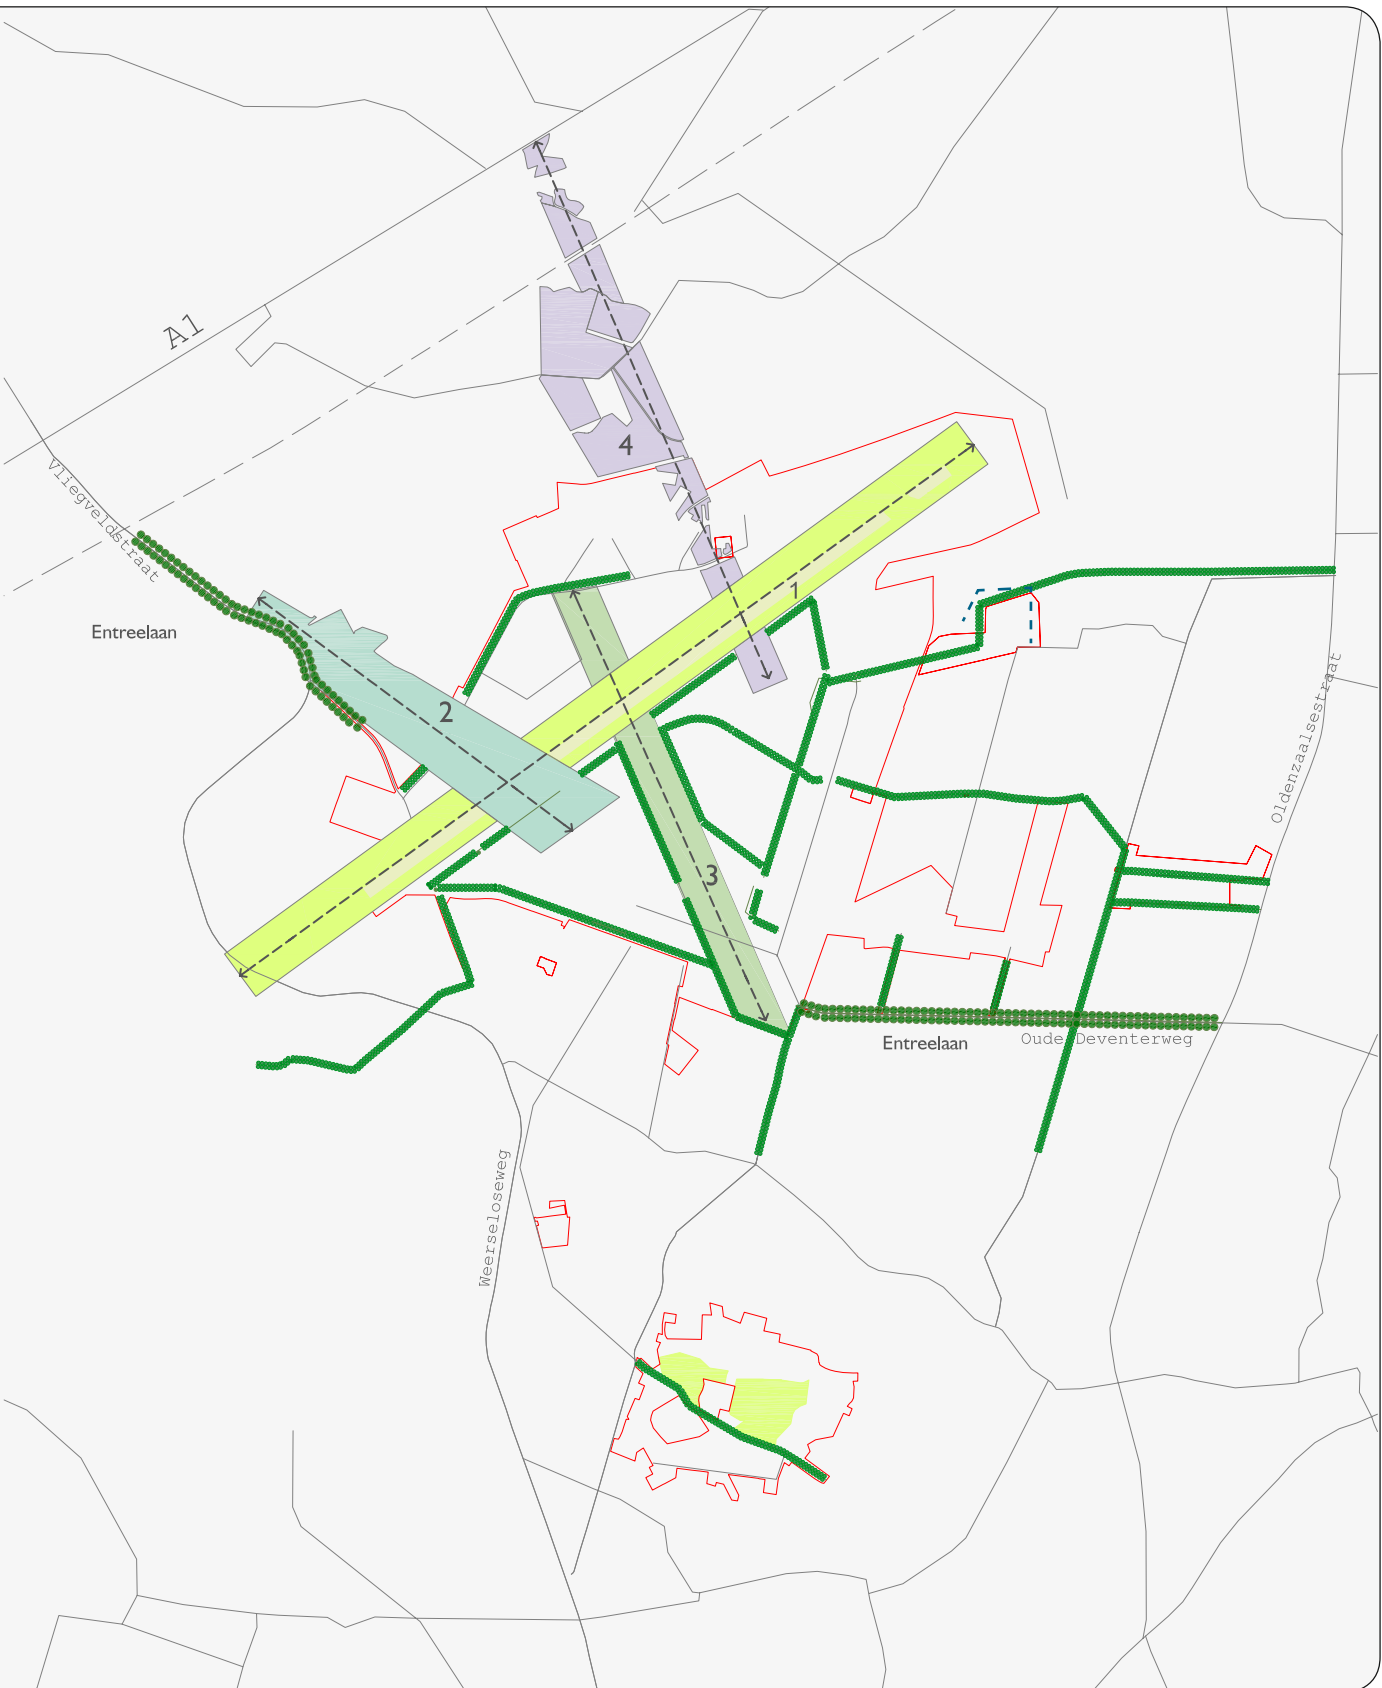 A1
4
Vliegveldstraat
1
Entreelaan
2
Oldenzaalsestraat
3
Entreelaan
Oude Deventerweg
Weerseloseweg